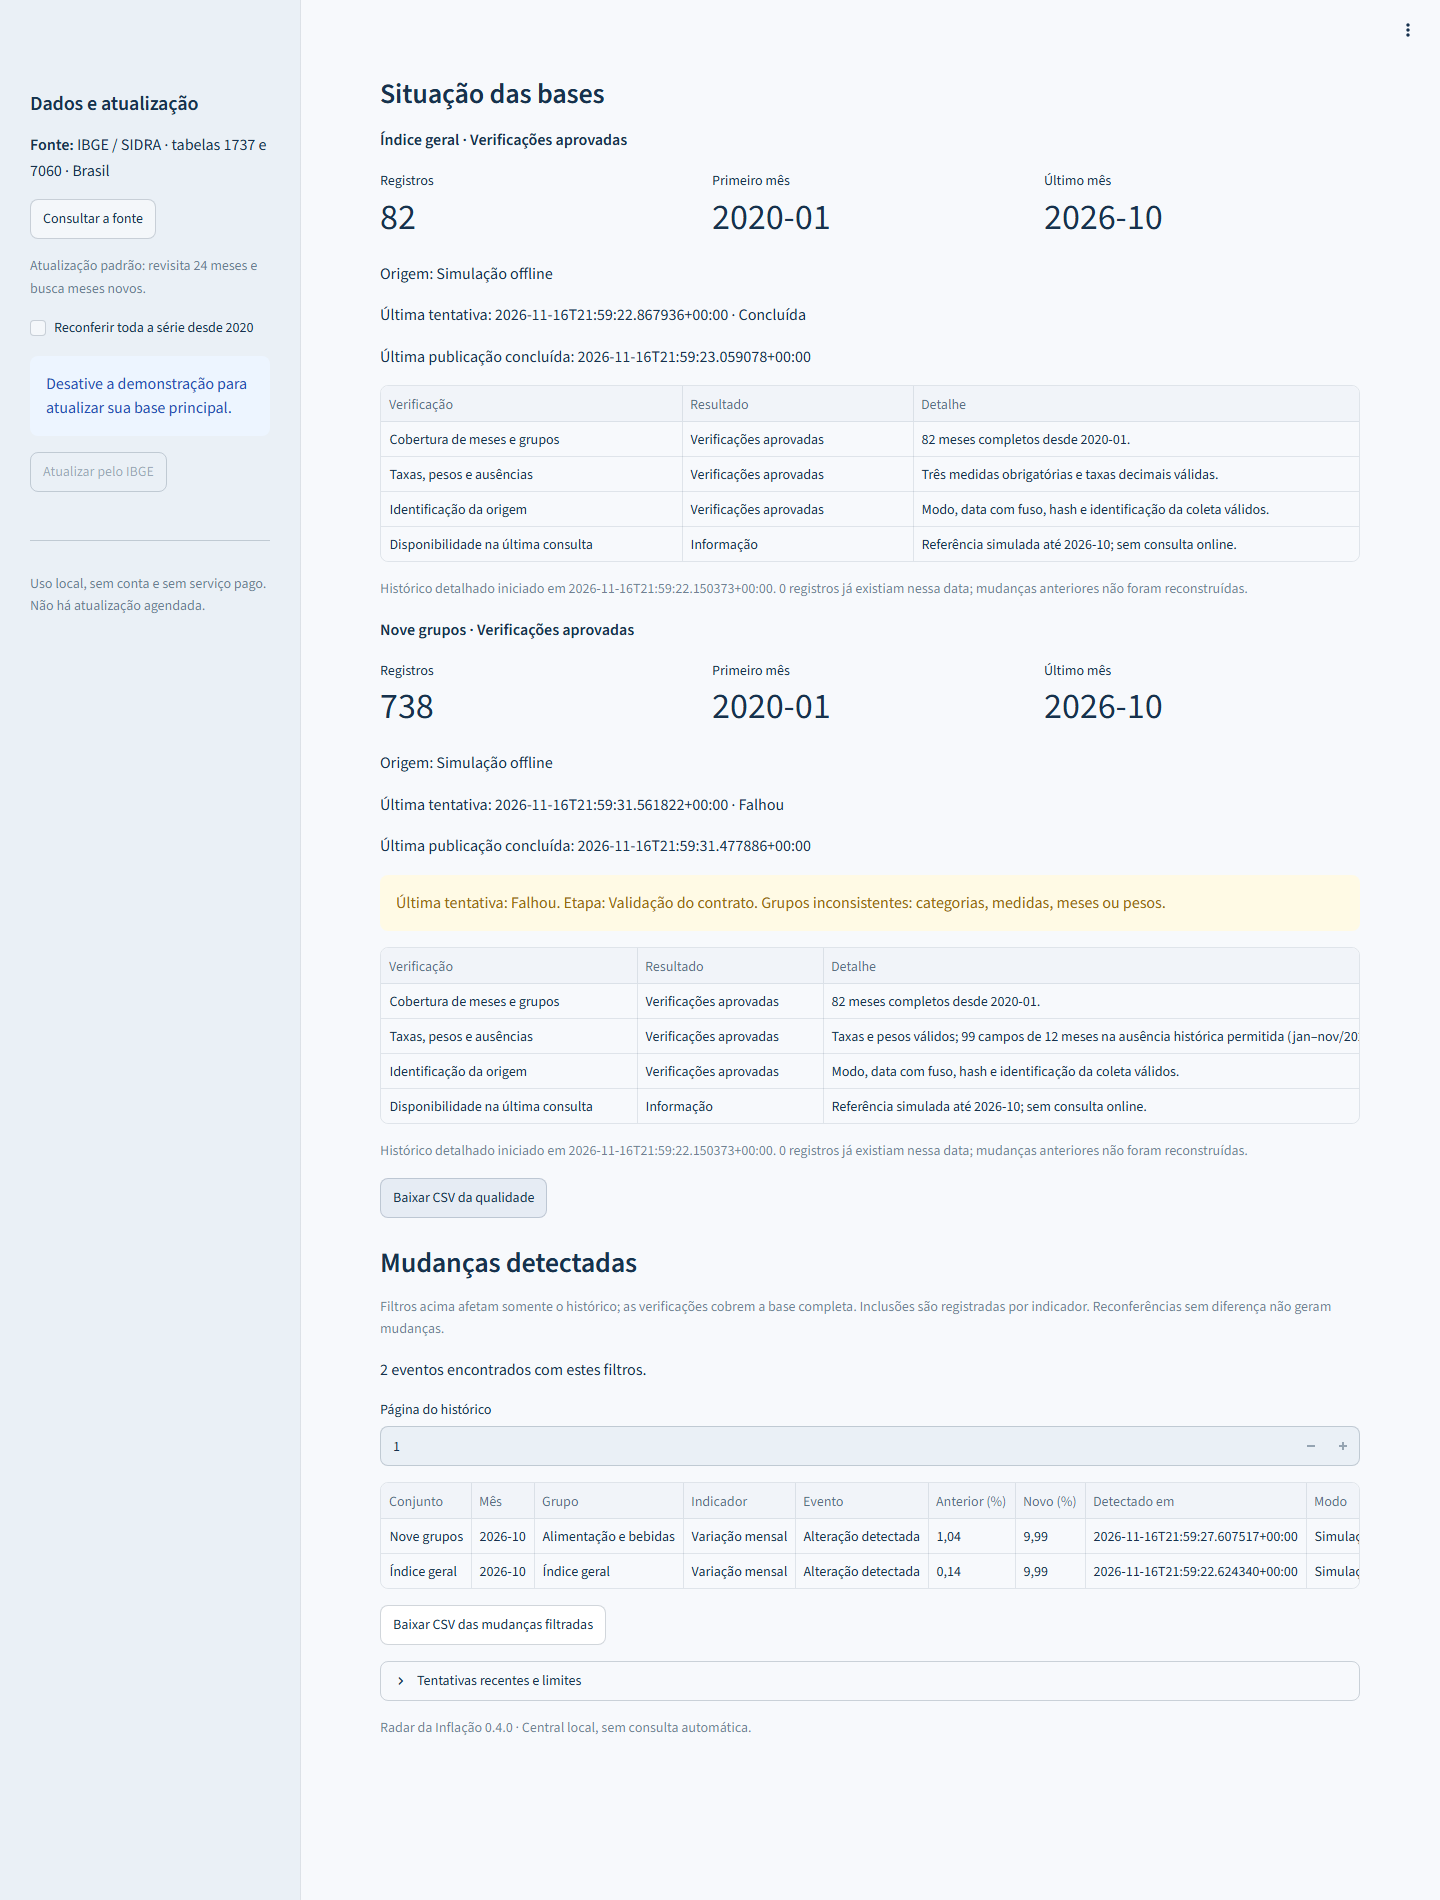 Dados e atualização
Fonte: IBGE / SIDRA · tabelas 1737 e
7060 · Brasil
Consultar a fonte
Atualização padrão: revisita 24 meses e
busca meses novos.
Reconferir toda a série desde 2020
Desative a demonstração para
atualizar sua base principal.
Atualizar pelo IBGE
Uso local, sem conta e sem serviço pago.
Não há atualização agendada.
Situação das bases
Índice geral · Verificações aprovadas
Registros Primeiro mês Último mês
82 2020-01 2026-10
Origem: Simulação offline
Última tentativa: 2026-11-16T21:59:22.867936+00:00 · Concluída
Última publicação concluída: 2026-11-16T21:59:23.059078+00:00
Verificação Resultado Detalhe
Cobertura de meses e grupos Verificações aprovadas 82 meses completos desde 2020-01.
Taxas, pesos e ausências Verificações aprovadas Três medidas obrigatórias e taxas decimais válidas.
Identificação da origem Verificações aprovadas Modo, data com fuso, hash e identificação da coleta válidos.
Disponibilidade na última consulta Informação Referência simulada até 2026-10; sem consulta online.
Histórico detalhado iniciado em 2026-11-16T21:59:22.150373+00:00. 0 registros já existiam nessa data; mudanças anteriores não foram reconstruídas.
Nove grupos · Verificações aprovadas
Registros Primeiro mês Último mês
738 2020-01 2026-10
Origem: Simulação offline
Última tentativa: 2026-11-16T21:59:31.561822+00:00 · Falhou
Última publicação concluída: 2026-11-16T21:59:31.477886+00:00
Última tentativa: Falhou. Etapa: Validação do contrato. Grupos inconsistentes: categorias, medidas, meses ou pesos.
Verificação Resultado Detalhe
Cobertura de meses e grupos Verificações aprovadas 82 meses completos desde 2020-01.
Taxas, pesos e ausências Verificações aprovadas Taxas e pesos válidos; 99 campos de 12 meses na ausência histórica permitida (jan–nov/20
Identificação da origem Verificações aprovadas Modo, data com fuso, hash e identificação da coleta válidos.
Disponibilidade na última consulta Informação Referência simulada até 2026-10; sem consulta online.
Histórico detalhado iniciado em 2026-11-16T21:59:22.150373+00:00. 0 registros já existiam nessa data; mudanças anteriores não foram reconstruídas.
Baixar CSV da qualidade
Mudanças detectadas
Filtros acima afetam somente o histórico; as verificações cobrem a base completa. Inclusões são registradas por indicador. Reconferências sem diferença não geram
mudanças.
2 eventos encontrados com estes filtros.
Página do histórico
1
Conjunto Mês Grupo Indicador Evento Anterior (%) Novo (%) Detectado em Modo
Nove grupos 2026-10 Alimentação e bebidas Variação mensal Alteração detectada 1,04 9,99 2026-11-16T21:59:27.607517+00:00 Simulaç
Índice geral 2026-10 Índice geral Variação mensal Alteração detectada 0,14 9,99 2026-11-16T21:59:22.624340+00:00 Simulaç
Baixar CSV das mudanças filtradas
Tentativas recentes e limites
Radar da Inflação 0.4.0 · Central local, sem consulta automática.